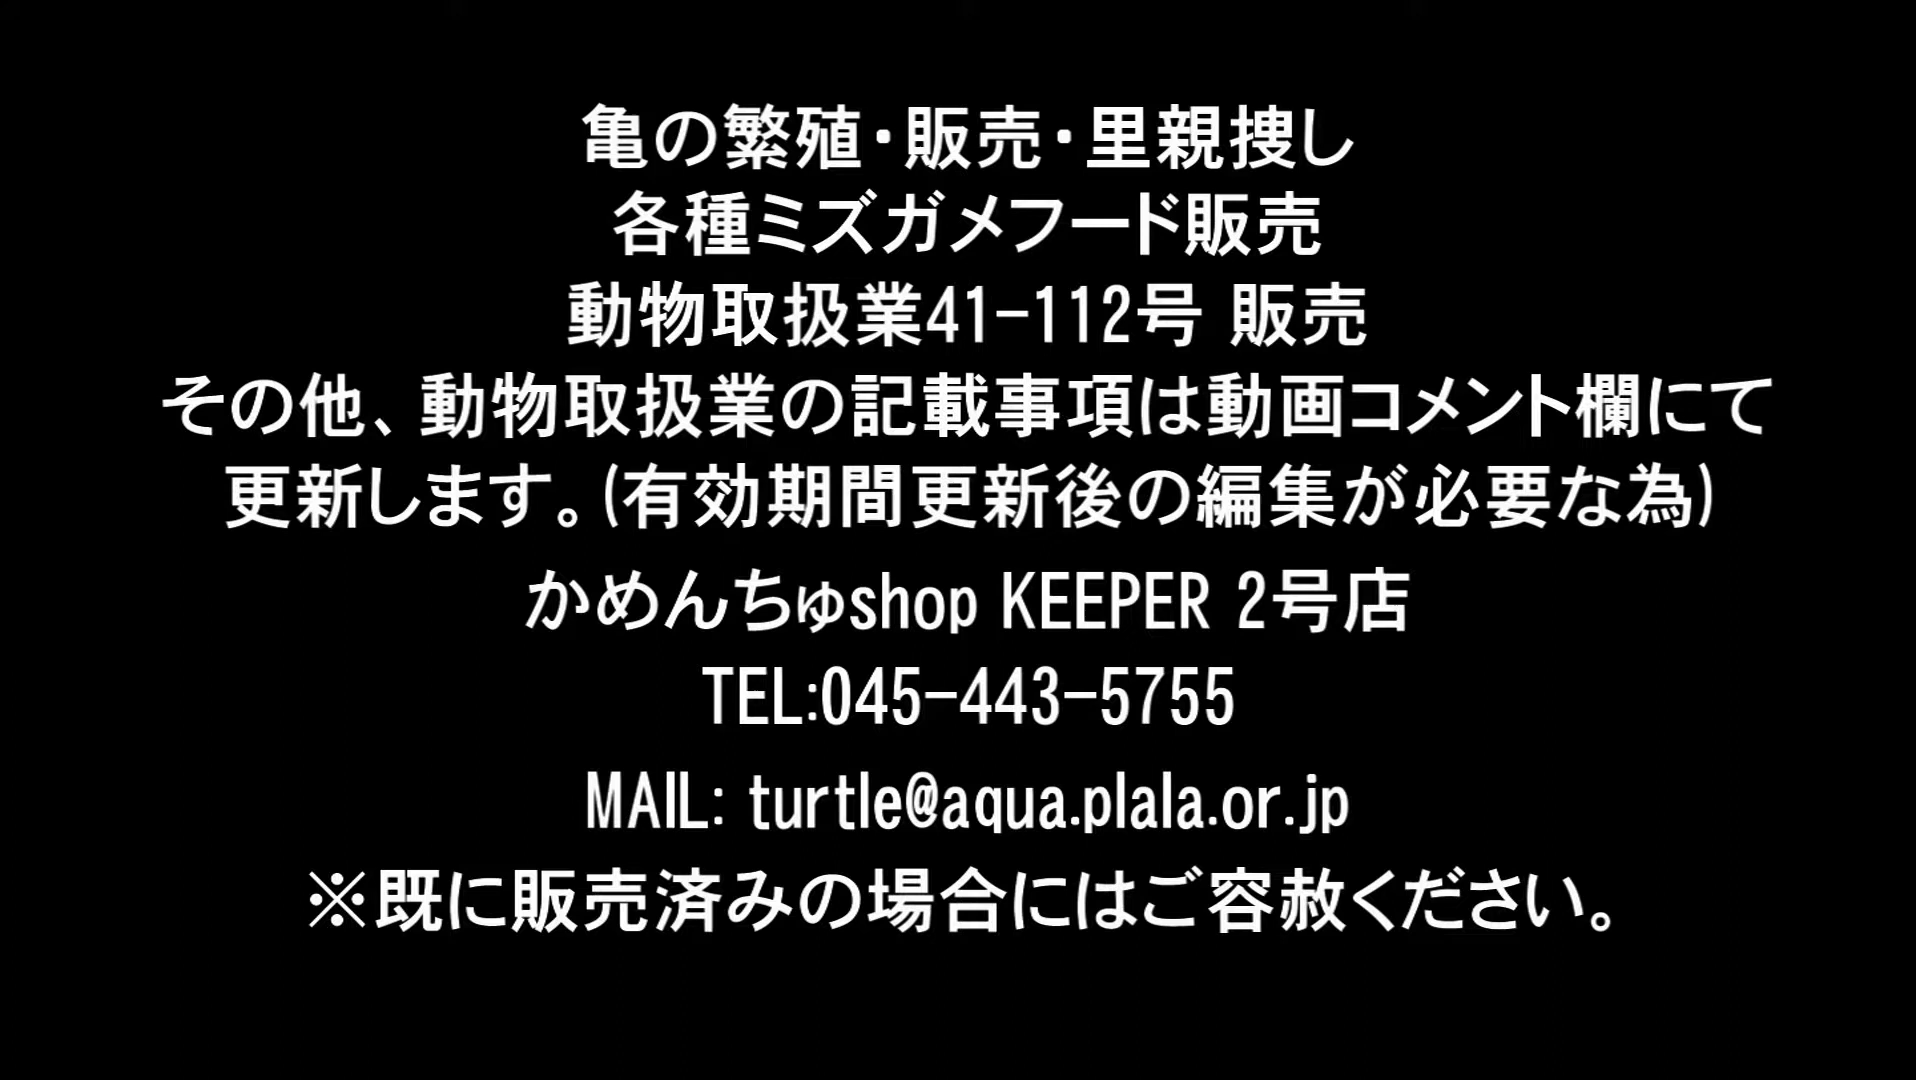 亀の繁殖・販売・里親捜し
各種ミズガメフード販売
動物取扱業41-112号 販売
その他、動物取扱業の記載事項は動画コメント欄にて
更新します。(有効期間更新後の編集が必要な為)
かめんちゅshop KEEPER 2号店
TEL:045-443-5755
MAIL: turtle@aqua.plala.or.jp
※既に販売済みの場合にはご容赦ください。